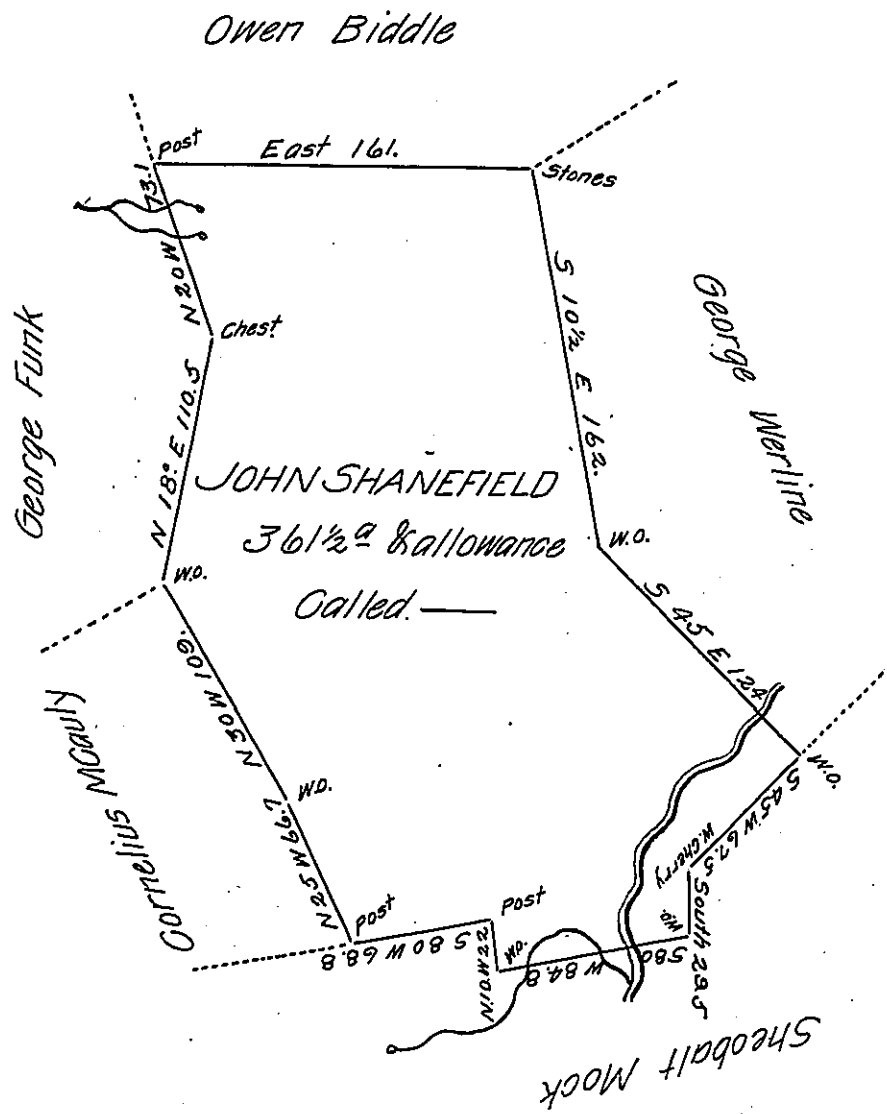 Owen Biddle
Post
East 161.
Stones
73.1
N 20 W
Chest.
S 10½ E 162.
George Funk
George Werline
N 18° E 110.5
JOHN SHANEFIELD
361½ a & allowance
Called.
W.O.
W.O.
S 45 E 124
N 30 W 109.
W.O.
W.O.
Cornelius MCauly
S 45 W 67.5
W. Cherry
N 25 W 66.7
Post
Post
South 29.5
W.O.
S 80 W 68.8
N.10.W 22
W.O.
S 80 W 84.8
Sheobalt Mock